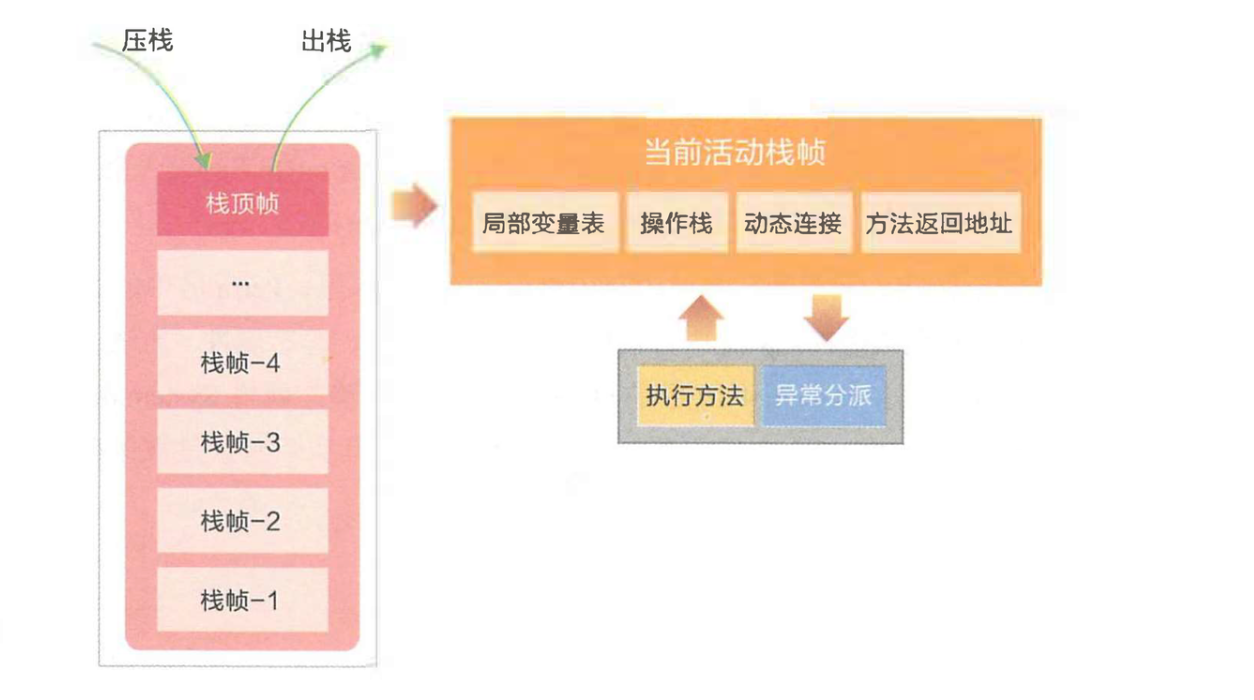 压栈
出栈
栈顶帧
...
栈帧-4
栈帧-3
栈帧-2
栈帧-1
当前活动栈帧
局部变量表
操作栈
动态连接
方法返回地址
执行方法
异常分派